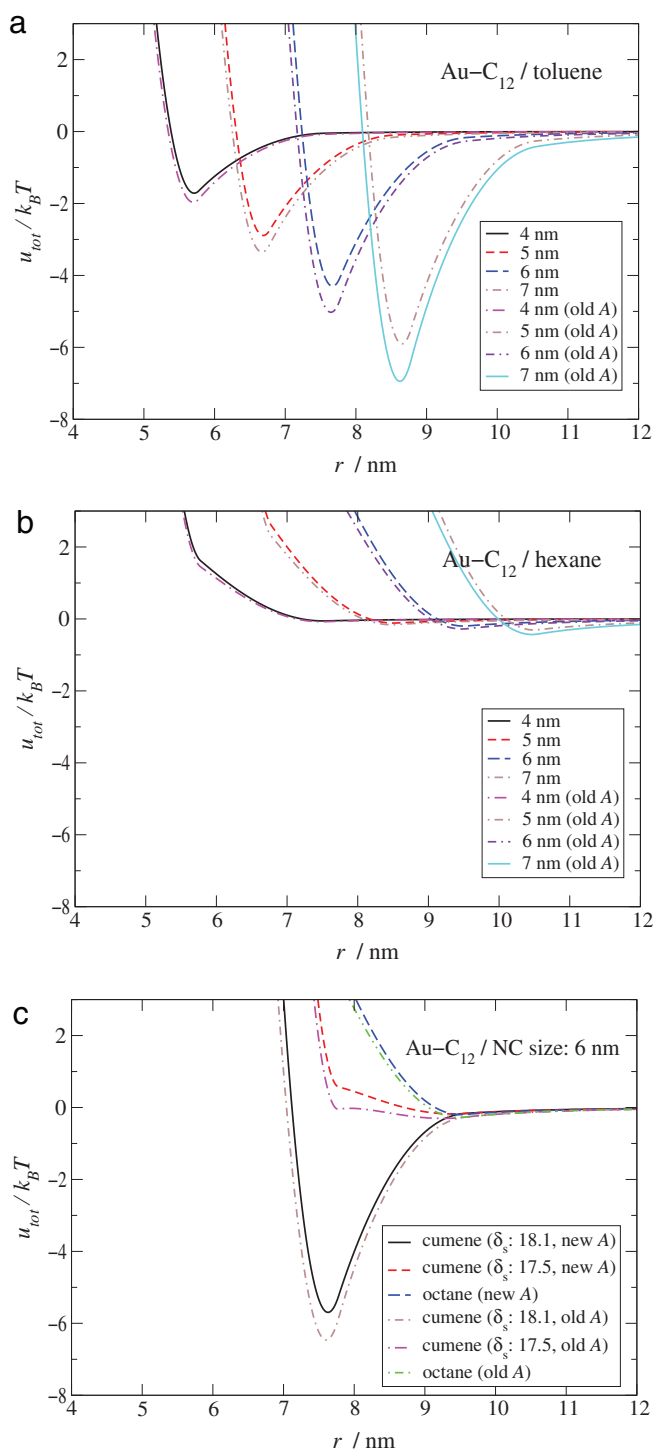 a
Au−C12 / toluene
2
0
−2
−4
−6
−8
u_tot / k_BT
4 nm
5 nm
6 nm
7 nm
4 nm (old A)
5 nm (old A)
6 nm (old A)
7 nm (old A)
4 5 6 7 8 9 10 11 12
r / nm
b
Au−C12 / hexane
2
0
−2
−4
−6
−8
u_tot / k_BT
4 nm
5 nm
6 nm
7 nm
4 nm (old A)
5 nm (old A)
6 nm (old A)
7 nm (old A)
4 5 6 7 8 9 10 11 12
r / nm
c
Au−C12 / NC size: 6 nm
2
0
−2
−4
−6
−8
u_tot / k_BT
cumene (δs: 18.1, new A)
cumene (δs: 17.5, new A)
octane (new A)
cumene (δs: 18.1, old A)
cumene (δs: 17.5, old A)
octane (old A)
4 5 6 7 8 9 10 11 12
r / nm